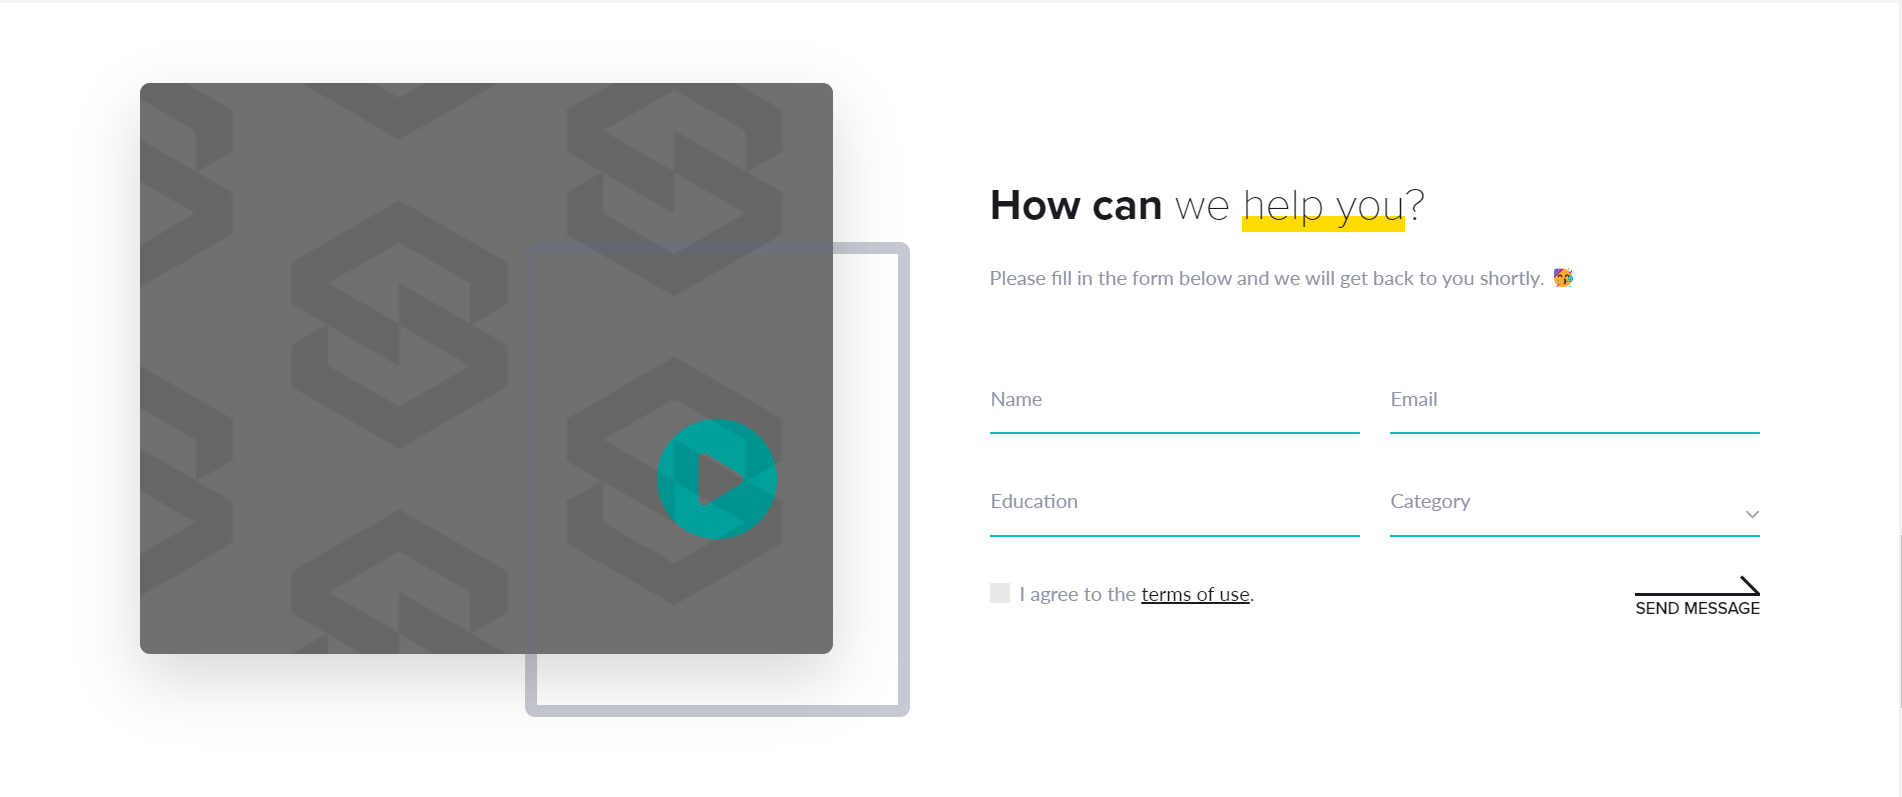 How can we help you?
Please fill in the form below and we will get back to you shortly. 🥳
Name
Email
Education
Category
I agree to the terms of use.
SEND MESSAGE